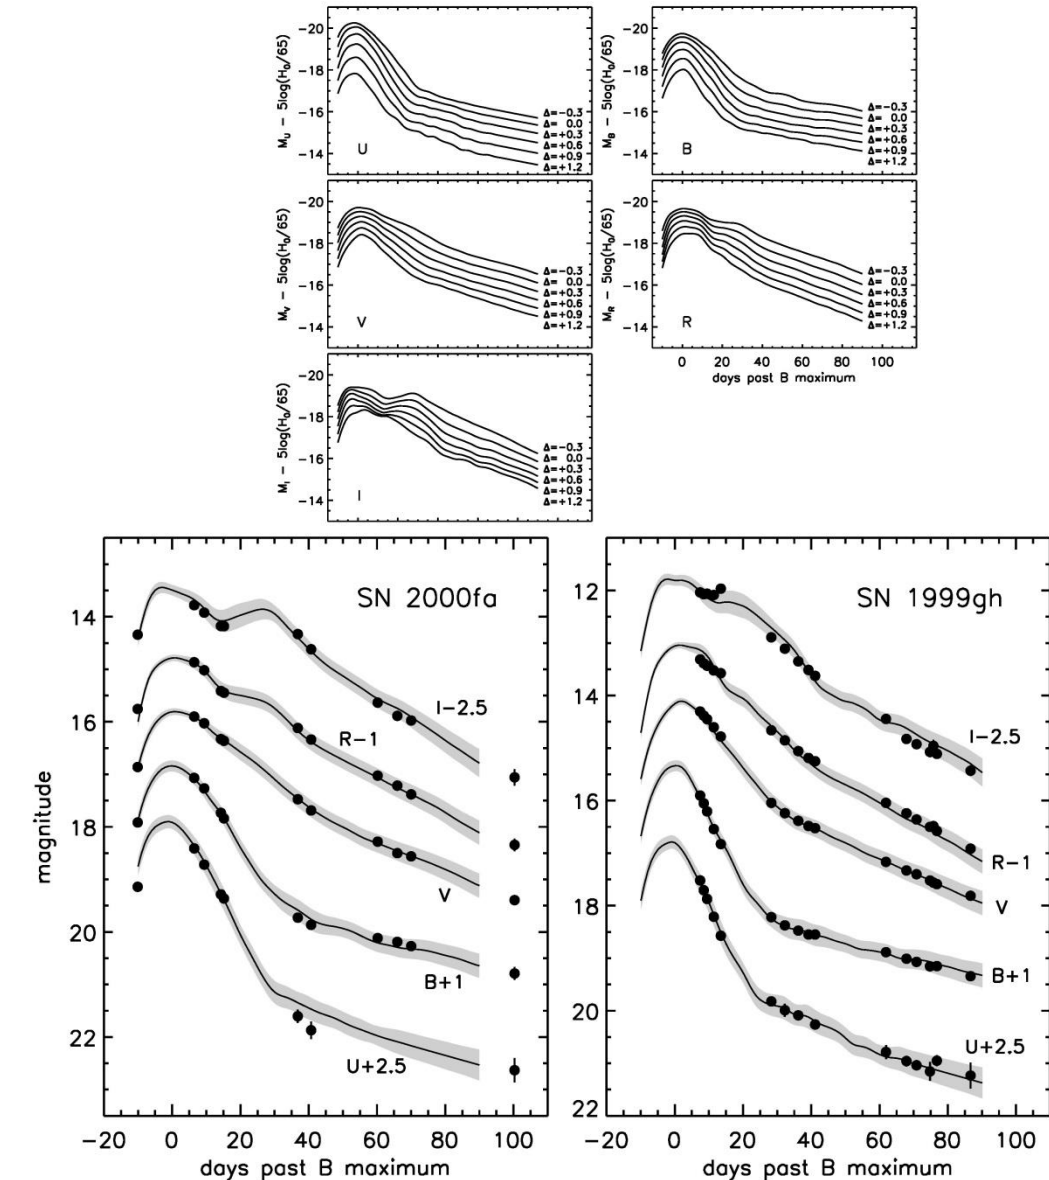 -20
-18
-16
-14
M_U − 5log(H_0/65)
U
Δ=−0.3
Δ= 0.0
Δ=+0.3
Δ=+0.6
Δ=+0.9
Δ=+1.2
-20
-18
-16
-14
M_B − 5log(H_0/65)
B
Δ=−0.3
Δ= 0.0
Δ=+0.3
Δ=+0.6
Δ=+0.9
Δ=+1.2
-20
-18
-16
-14
M_V − 5log(H_0/65)
V
Δ=−0.3
Δ= 0.0
Δ=+0.3
Δ=+0.6
Δ=+0.9
Δ=+1.2
-20
-18
-16
-14
M_R − 5log(H_0/65)
R
Δ=−0.3
Δ= 0.0
Δ=+0.3
Δ=+0.6
Δ=+0.9
Δ=+1.2
0 20 40 60 80 100
days past B maximum
-20
-18
-16
-14
M_I − 5log(H_0/65)
I
Δ=−0.3
Δ= 0.0
Δ=+0.3
Δ=+0.6
Δ=+0.9
Δ=+1.2
SN 2000fa
14
16
18
20
22
magnitude
I−2.5
R−1
V
B+1
U+2.5
-20 0 20 40 60 80 100
days past B maximum
SN 1999gh
12
14
16
18
20
22
I−2.5
R−1
V
B+1
U+2.5
-20 0 20 40 60 80 100
days past B maximum